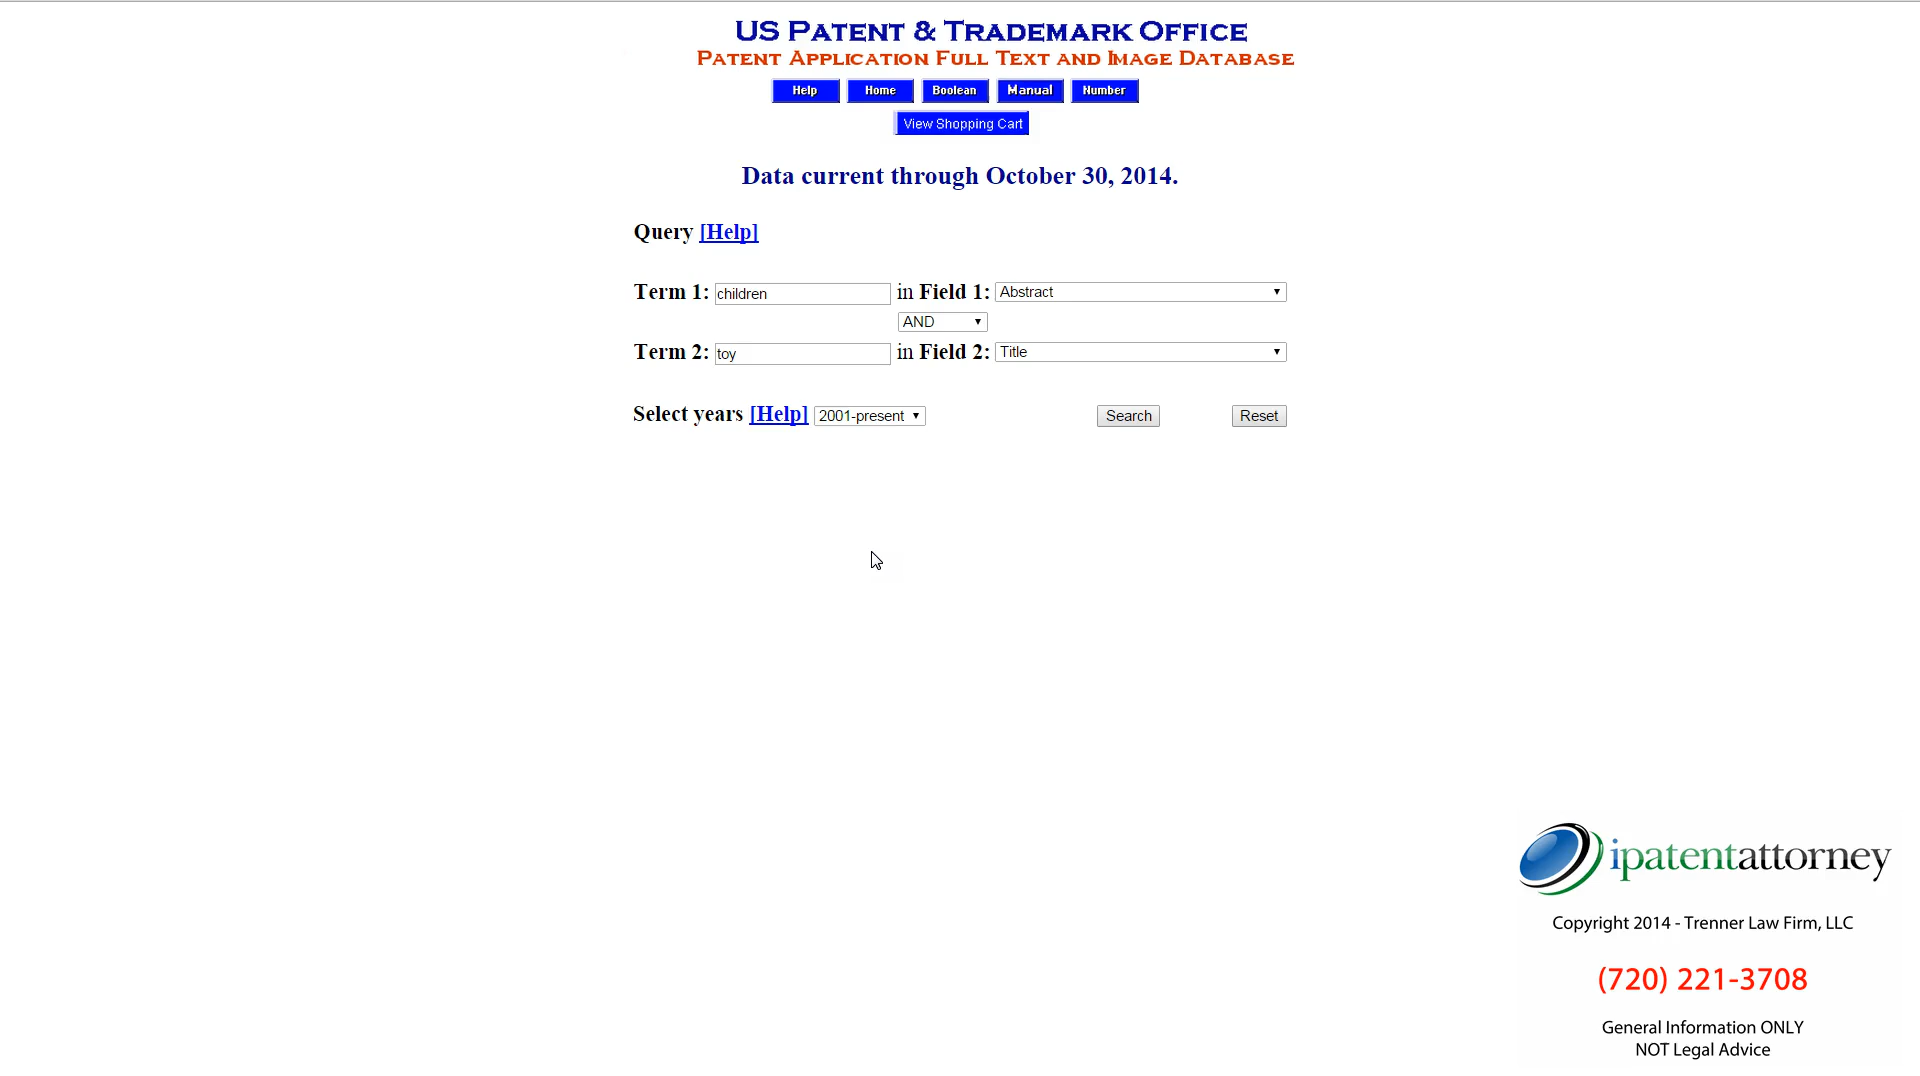 US PATENT & TRADEMARK OFFICE
PATENT APPLICATION FULL TEXT AND IMAGE DATABASE
Help Home Boolean Manual Number
View Shopping Cart
Data current through October 30, 2014.
Query [Help]
Term 1: children in Field 1: Abstract
AND
Term 2: toy in Field 2: Title
Select years [Help] 2001-present Search Reset
ipatentattorney
Copyright 2014 - Trenner Law Firm, LLC
(720) 221-3708
General Information ONLY
NOT Legal Advice